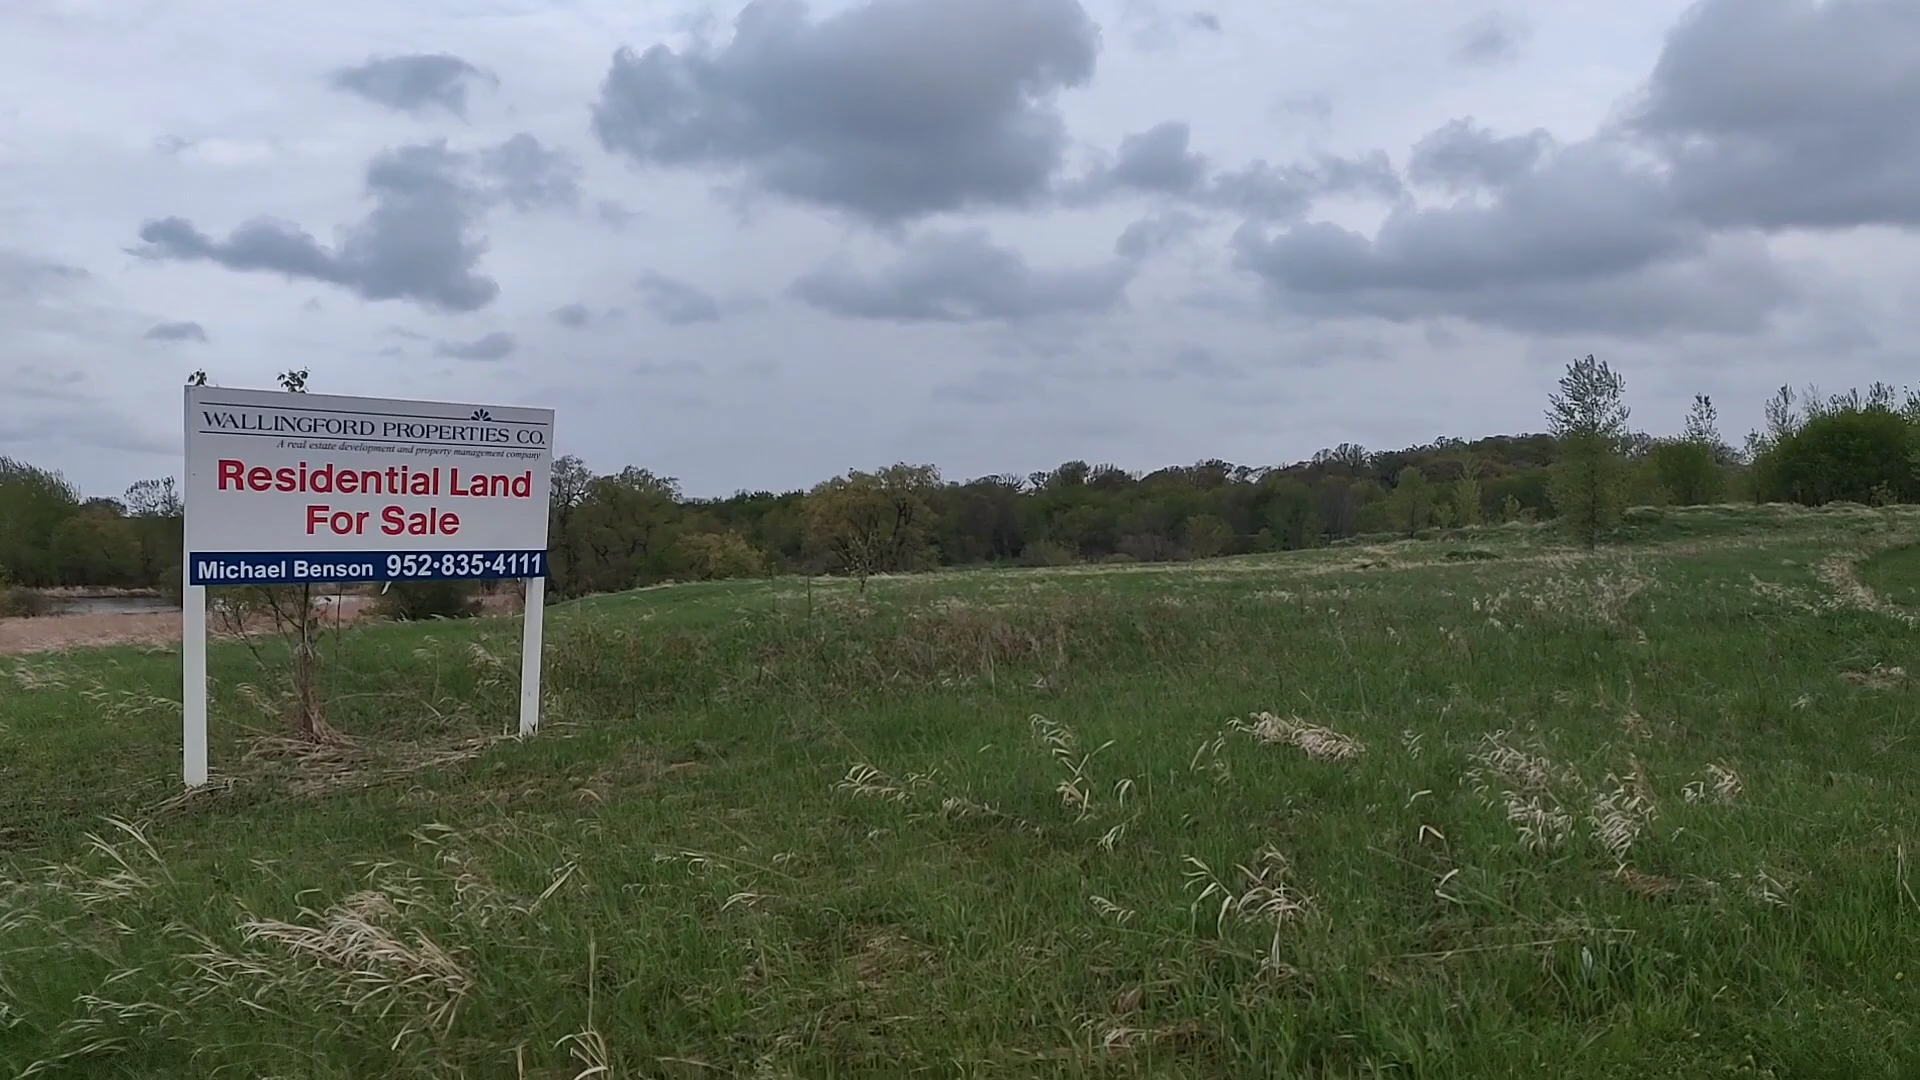 WALLINGFORD PROPERTIES CO.
A real estate development and property management company
Residential Land
For Sale
Michael Benson 952•835•4111